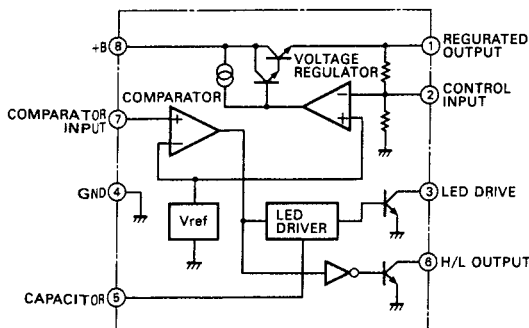 +B
8
1
REGURATED
OUTPUT
VOLTAGE
REGULATOR
COMPARATOR
−
2
CONTROL
INPUT
COMPARATOR
INPUT
7
+
+
−
GND
4
Vref
LED
DRIVER
3
LED DRIVE
6
H/L OUTPUT
CAPACITOR
5